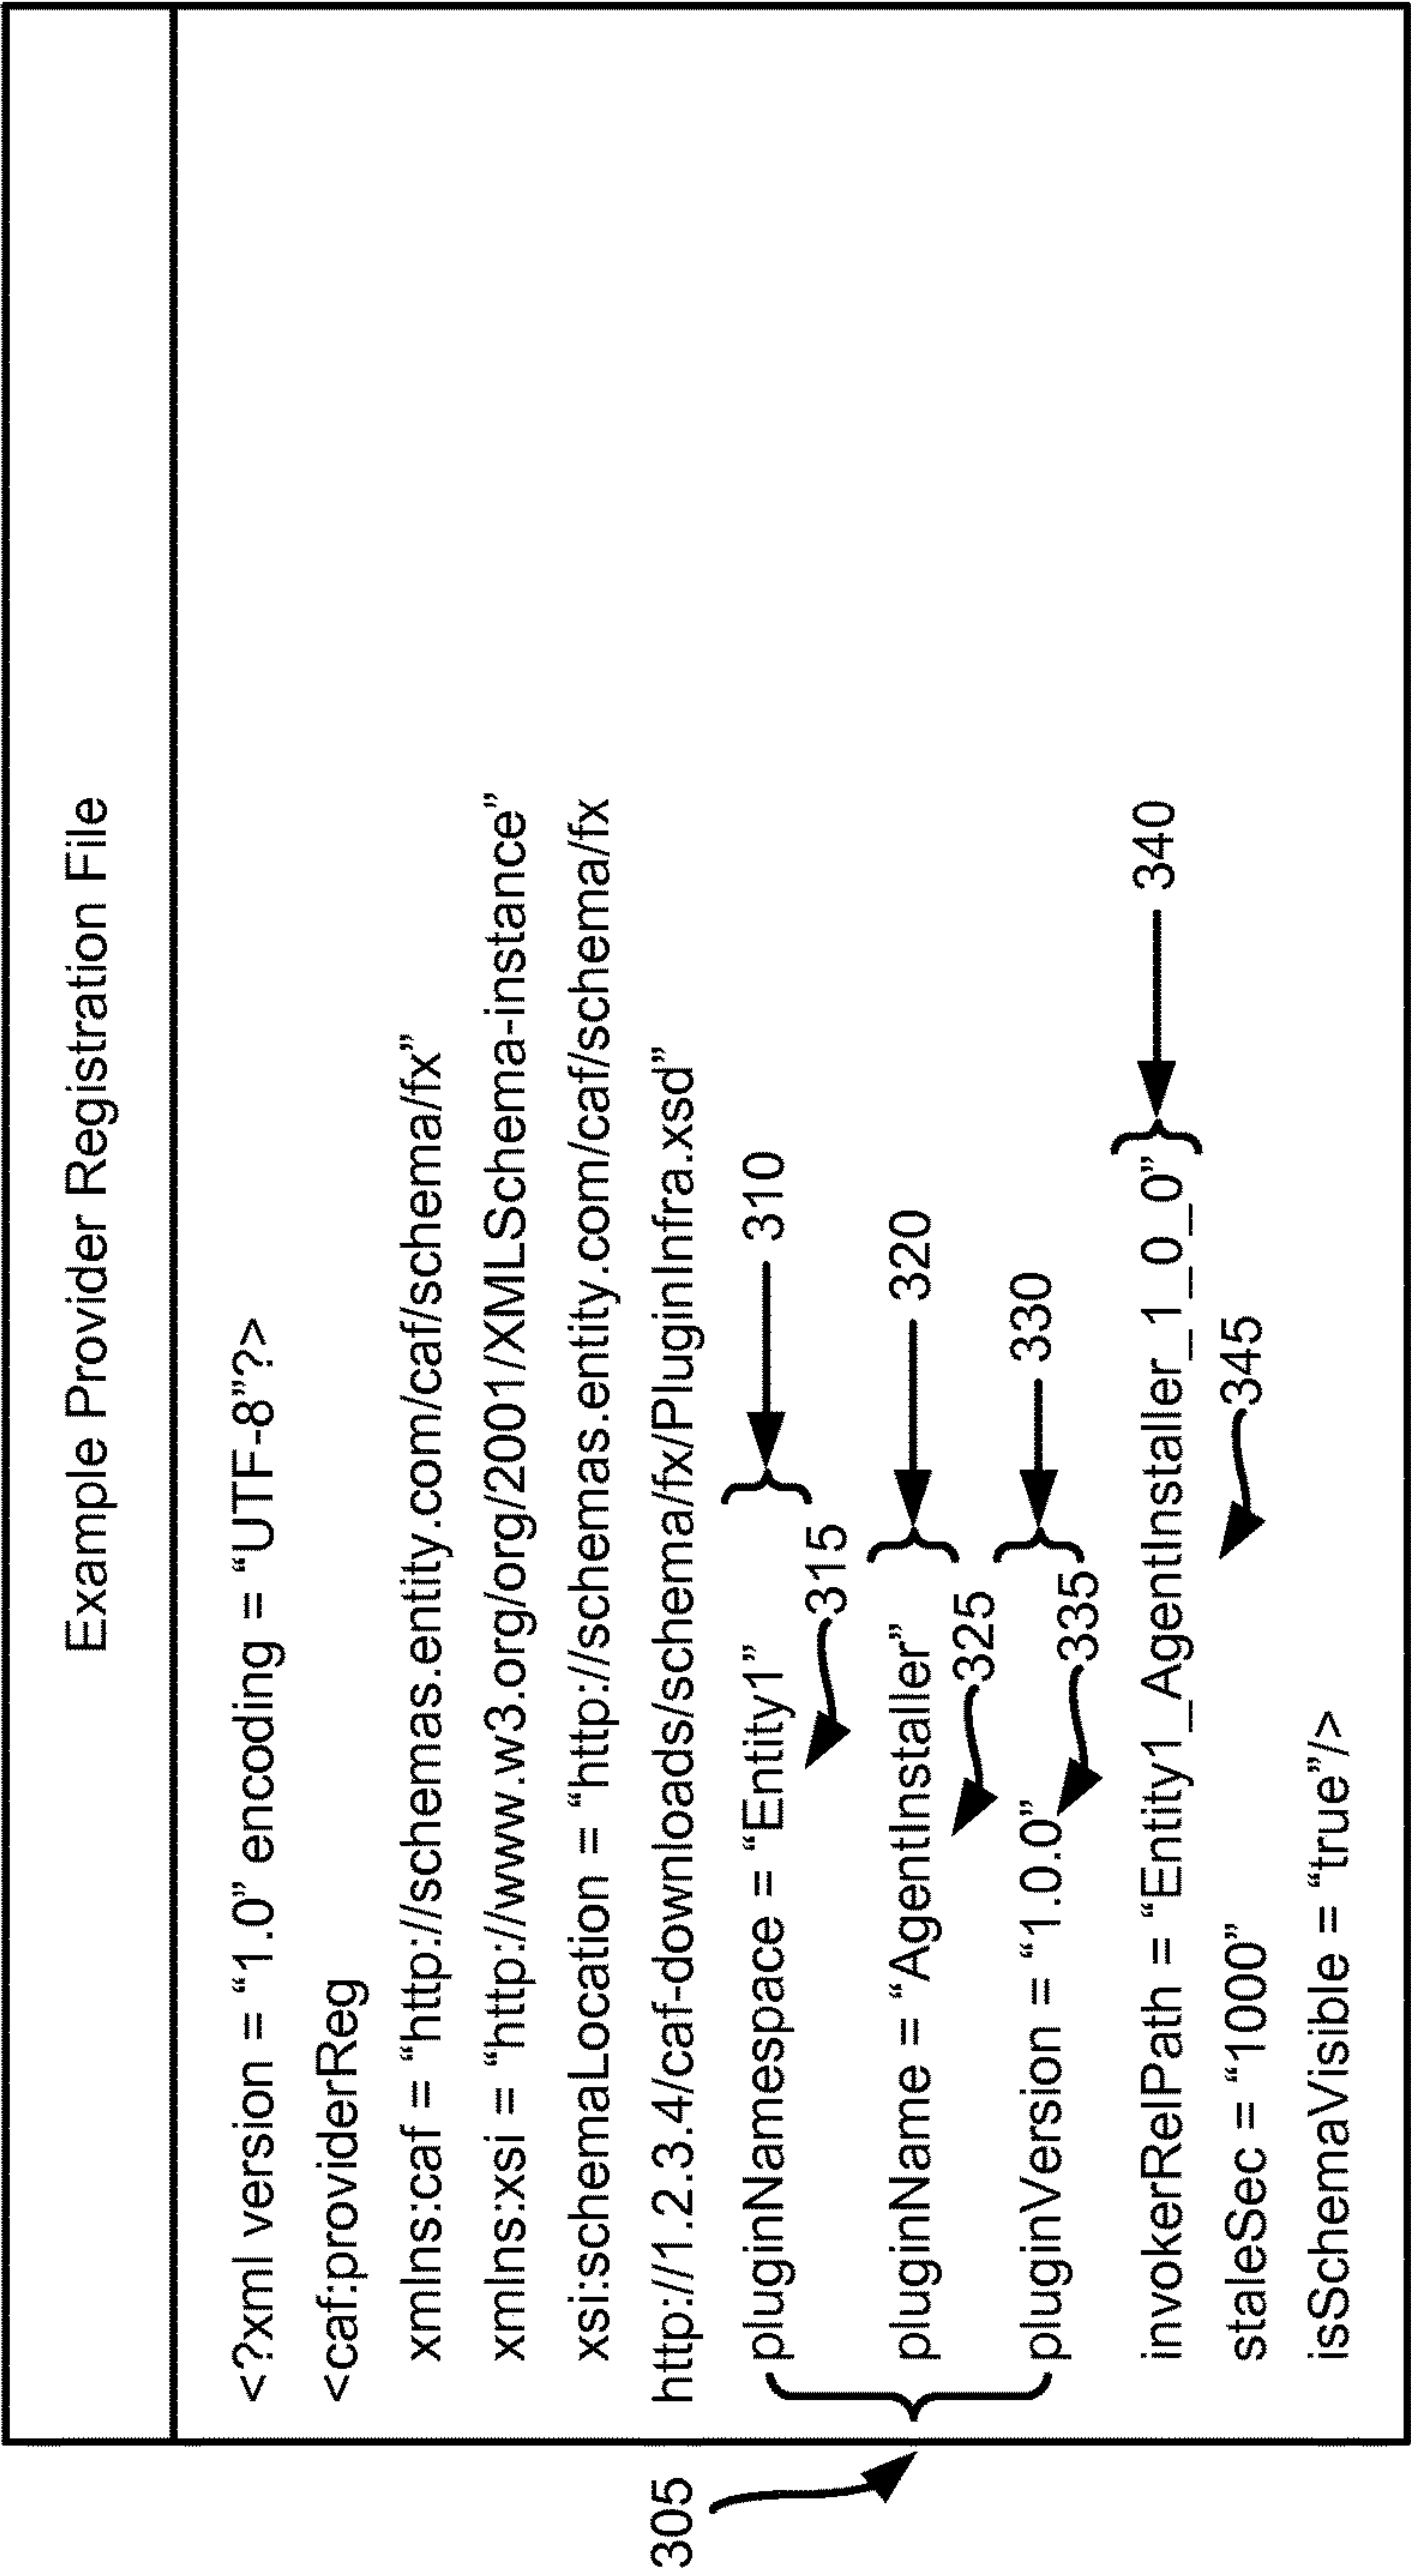 Example Provider Registration File
<?xml version = “1.0” encoding = “UTF-8”?>
<caf:providerReg
xmlns:caf = “http://schemas.entity.com/caf/schema/fx”
xmlns:xsi = “http://www.w3.org/org/2001/XMLSchema-instance”
xsi:schemaLocation = “http://schemas.entity.com/caf/schema/fx
http://1.2.3.4/caf-downloads/schema/fx/PluginInfra.xsd”
pluginNamespace = “Entity1” 310
315
305
pluginName = “AgentInstaller” 320
325
pluginVersion = “1.0.0” 330
335
invokerRelPath = “Entity1_AgentInstaller_1_0_0” 340
staleSec = “1000” 345
isSchemaVisible = “true”/>